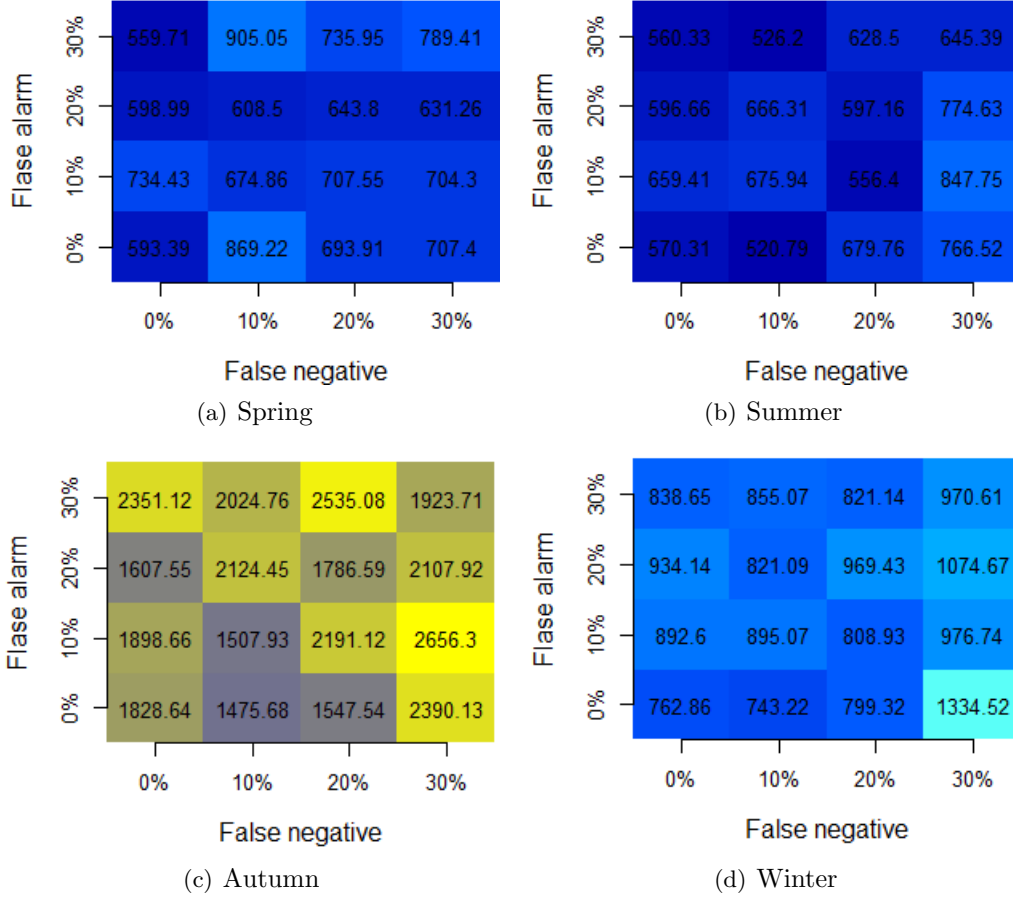 30% 559.71 905.05 735.95 789.41
20% 598.99 608.5 643.8 631.26
10% 734.43 674.86 707.55 704.3
0% 593.39 869.22 693.91 707.4
Flase alarm
0% 10% 20% 30%
False negative
(a) Spring
30% 560.33 526.2 628.5 645.39
20% 596.66 666.31 597.16 774.63
10% 659.41 675.94 556.4 847.75
0% 570.31 520.79 679.76 766.52
Flase alarm
0% 10% 20% 30%
False negative
(b) Summer
30% 2351.12 2024.76 2535.08 1923.71
20% 1607.55 2124.45 1786.59 2107.92
10% 1898.66 1507.93 2191.12 2656.3
0% 1828.64 1475.68 1547.54 2390.13
Flase alarm
0% 10% 20% 30%
False negative
(c) Autumn
30% 838.65 855.07 821.14 970.61
20% 934.14 821.09 969.43 1074.67
10% 892.6 895.07 808.93 976.74
0% 762.86 743.22 799.32 1334.52
Flase alarm
0% 10% 20% 30%
False negative
(d) Winter